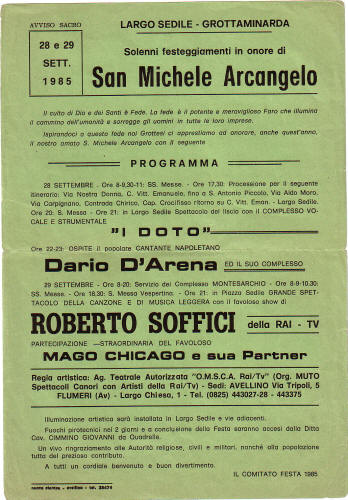 AVVISO SACRO
28 e 29
SETT.
1985
LARGO SEDILE - GROTTAMINARDA
Solenni festeggiamenti in onore di
San Michele Arcangelo
Il culto di Dio e dei Santi è Fede. La fede è il potente e meraviglioso Faro che illumina
il cammino dell'umanità e sorregge gli uomini in tutte le loro imprese.
Ispirandoci a questa fede noi Grottesi ci apprestiamo ad onorare, anche quest'anno,
il nostro amato S. Michele Arcangelo con il seguente
PROGRAMMA
28 SETTEMBRE - Ore 8-9,30-11: SS. Messe. - Ore 17,30: Processione per il seguente
itinerario: Via Nostra Donna, C. Vitt. Emanuele, fino a S. Antonio Piccolo, Via Aldo Moro,
Via Carpignano, Contrada Chirico, Cap. Crocifisso ritorno su C. Vitt. Eman. - Largo Sedile.
Ore 20: S. Messa - Ore 21: in Largo Sedile Spettacolo del liscio con il COMPLESSO VO-
CALE E STRUMENTALE
"I DOTO"
Ore 22-23: OSPITE il popolare CANTANTE NAPOLETANO
Dario D'Arena ED IL SUO COMPLESSO
29 SETTEMBRE - Ore 8-20: Servizio del Complesso MONTESARCHIO - Ore 8-9-10,30:
SS. Messe. - Ore 18,30: S. Messa Vespertina. - Ore 21: in Piazza Sedile GRANDE SPET-
TACOLO DELLA CANZONE E DI MUSICA LEGGERA con il favoloso show di
ROBERTO SOFFICI della RAI - TV
PARTECIPAZIONE —STRAORDINARIA DEL FAVOLOSO
MAGO CHICAGO e sua Partner
Regia artistica: Ag. Teatrale Autorizzata "O.M.S.C.A. Rai/Tv" (Org. MUTO
Spettacoli Canori con Artisti della Rai/Tv) - Sedi: AVELLINO Via Tripoli, 5
FLUMERI (Av) - Largo Chiesa, 1 - Tel. (0825) 443027-28 - 443375
Illuminazione artistica sarà installata in Largo Sedile e vie adiacenti.
Fuochi pirotecnici nei 2 giorni e a conclusione della Festa saranno accesi dalla Ditta
Cav. CIMMINO GIOVANNI da Quadrelle.
Un vivo ringraziamento alle Autorità religiose, civili e militari, nonché alla popolazione
tutta del prezioso contributo.
A tutti un cordiale benvenuto e buon divertimento.
IL COMITATO FESTA 1985